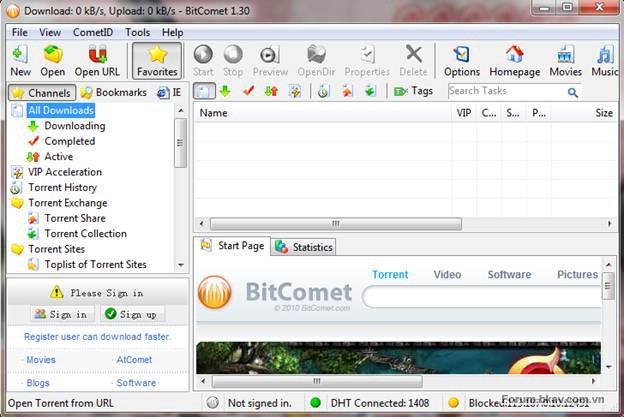 Download: 0 kB/s, Upload: 0 kB/s - BitComet 1.30
File View CometID Tools Help
New Open Open URL Favorites Start Stop Preview OpenDir Properties Delete Options Homepage Movies Music
Channels Bookmarks IE
Tags Search Tasks
All Downloads
Downloading
Completed
Active
VIP Acceleration
Torrent History
Torrent Exchange
Torrent Share
Torrent Collection
Torrent Sites
Toplist of Torrent Sites
Name VIP C... S... P... Size
Please Sign in
Sign in Sign up
Register user can download faster.
· Movies · AtComet
· Blogs · Software
Start Page Statistics
Torrent Video Software Pictures
BitComet
© 2010 BitComet.com
Open Torrent from URL
Not signed in. DHT Connected: 1408 Blocked:
Forum.bkav.com.vn